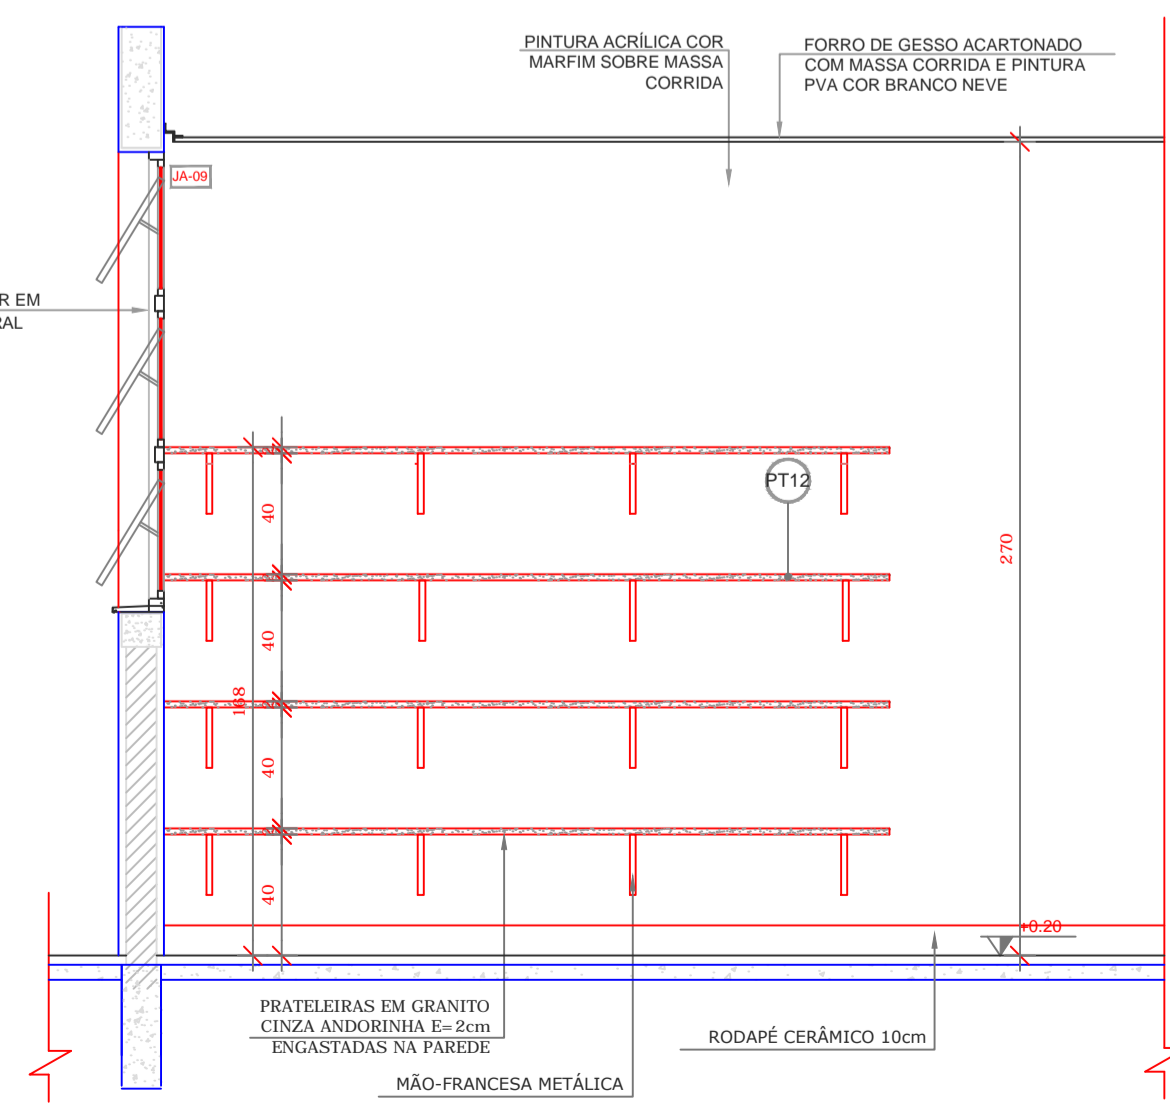 PINTURA ACRÍLICA COR
MARFIM SOBRE MASSA
CORRIDA
FORRO DE GESSO ACARTONADO
COM MASSA CORRIDA E PINTURA
PVA COR BRANCO NEVE
JA-09
R EM
RAL
PT12
40
270
40
168
40
40
+0.20
PRATELEIRAS EM GRANITO
CINZA ANDORINHA E=2cm
ENGASTADAS NA PAREDE
RODAPÉ CERÂMICO 10cm
MÃO-FRANCESA METÁLICA